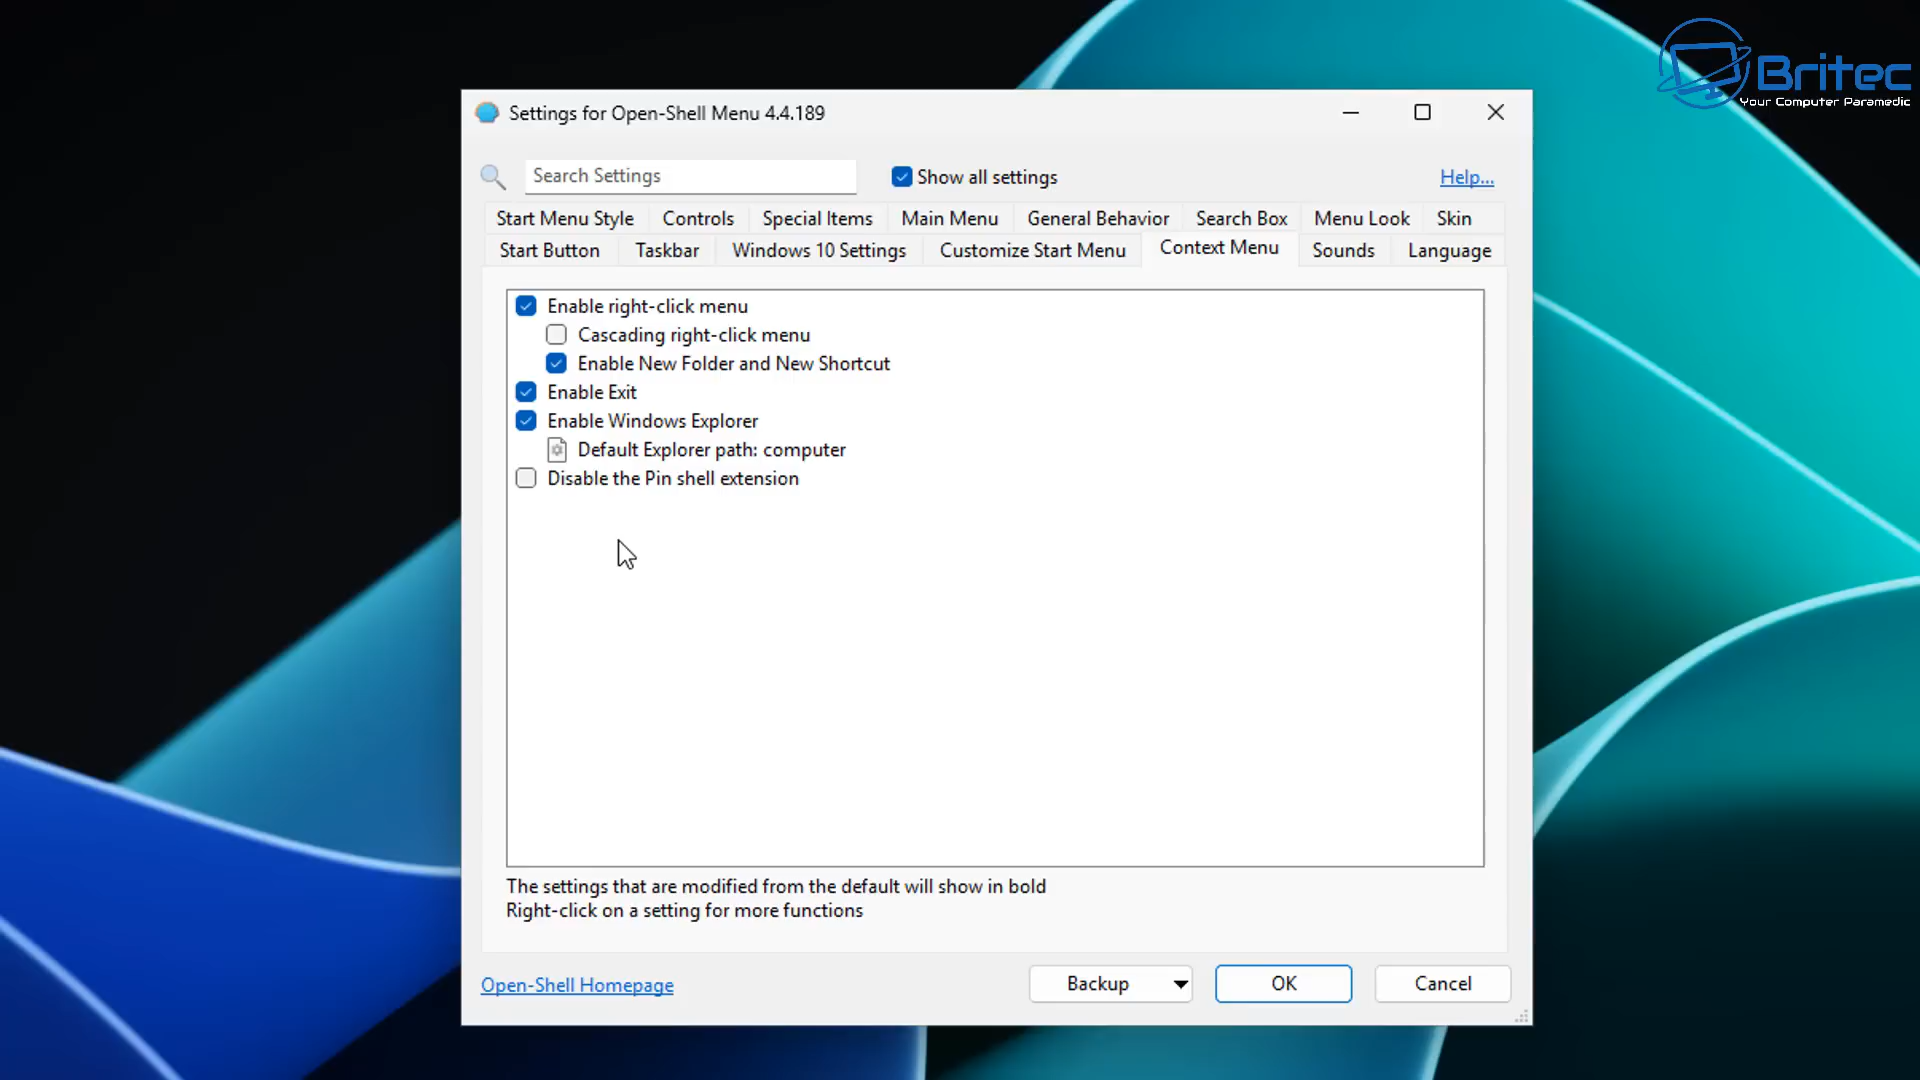 Britec
Your Computer Paramedic
Settings for Open-Shell Menu 4.4.189
Search Settings
Show all settings
Help...
Start Menu Style
Controls
Special Items
Main Menu
General Behavior
Search Box
Menu Look
Skin
Start Button
Taskbar
Windows 10 Settings
Customize Start Menu
Context Menu
Sounds
Language
Enable right-click menu
Cascading right-click menu
Enable New Folder and New Shortcut
Enable Exit
Enable Windows Explorer
Default Explorer path: computer
Disable the Pin shell extension
The settings that are modified from the default will show in bold
Right-click on a setting for more functions
Open-Shell Homepage
Backup
OK
Cancel